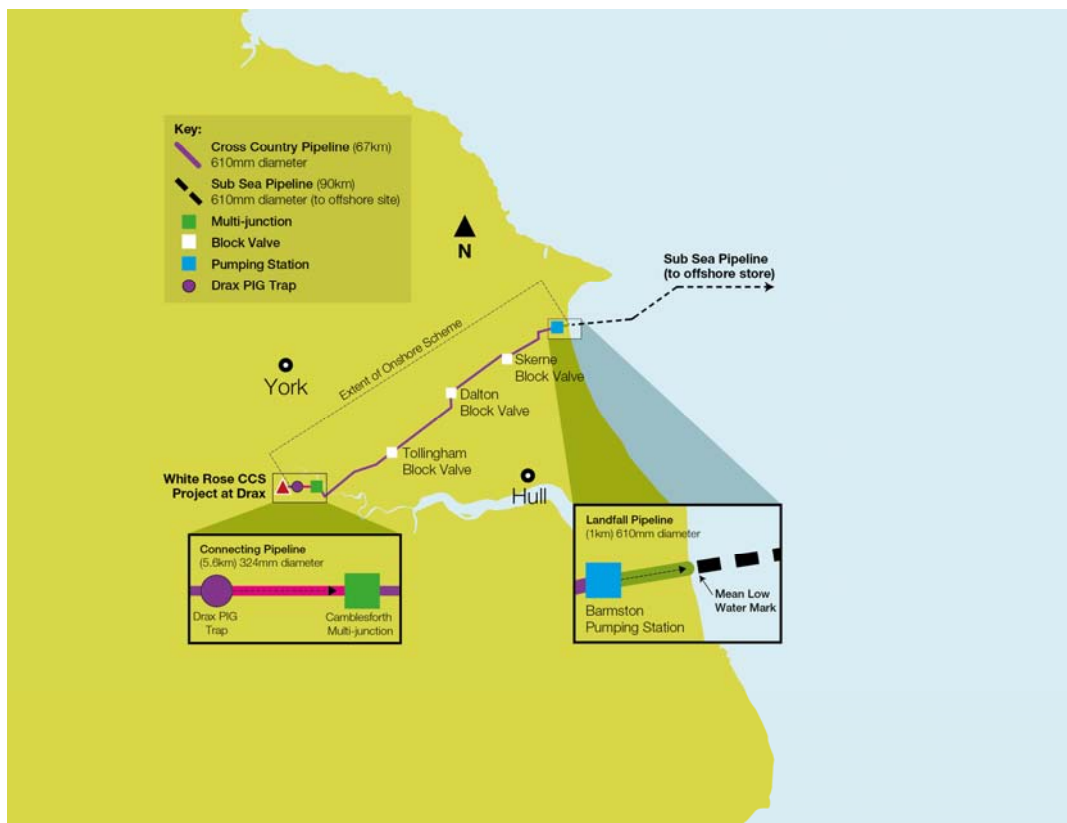 Key:
Cross Country Pipeline (67km)
610mm diameter
Sub Sea Pipeline (90km)
610mm diameter (to offshore site)
Multi-junction
Block Valve
Pumping Station
Drax PIG Trap
N
Sub Sea Pipeline
(to offshore store)
Extent of Onshore Scheme
York
Skerne
Block Valve
Dalton
Block Valve
Tollingham
Block Valve
White Rose CCS
Project at Drax
Hull
Connecting Pipeline
(5.6km) 324mm diameter
Drax PIG
Trap
Camblesforth
Multi-junction
Landfall Pipeline
(1km) 610mm diameter
Mean Low
Water Mark
Barmston
Pumping Station